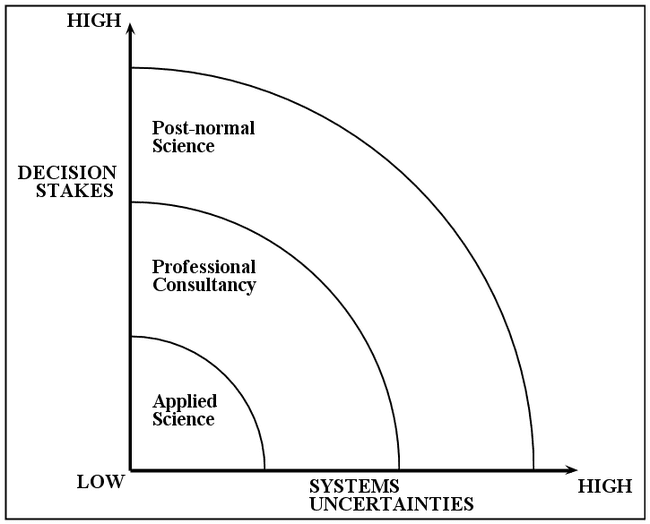 HIGH
Post-normal
Science
DECISION
STAKES
Professional
Consultancy
Applied
Science
LOW
SYSTEMS
UNCERTAINTIES
HIGH